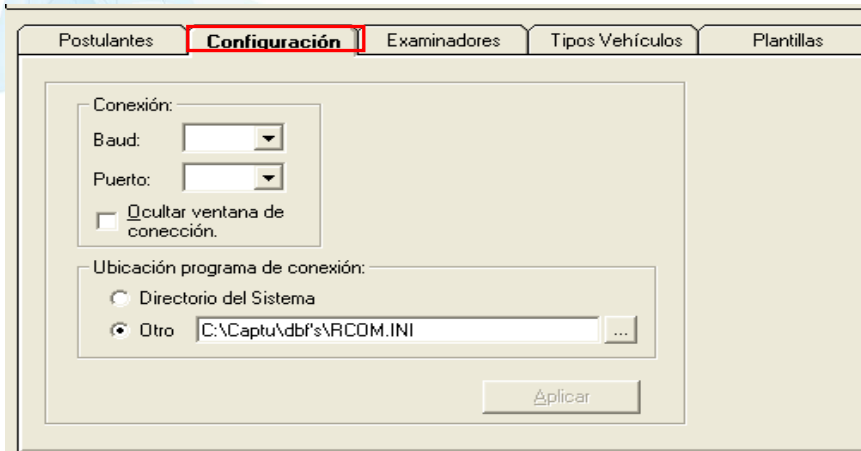 Postulantes Configuración Examinadores Tipos Vehículos Plantillas
Conexión:
Baud:
Puerto:
Ocultar ventana de
conección.
Ubicación programa de conexión:
Directorio del Sistema
Otro C:\Captu\dbf's\RCOM.INI ...
Aplicar